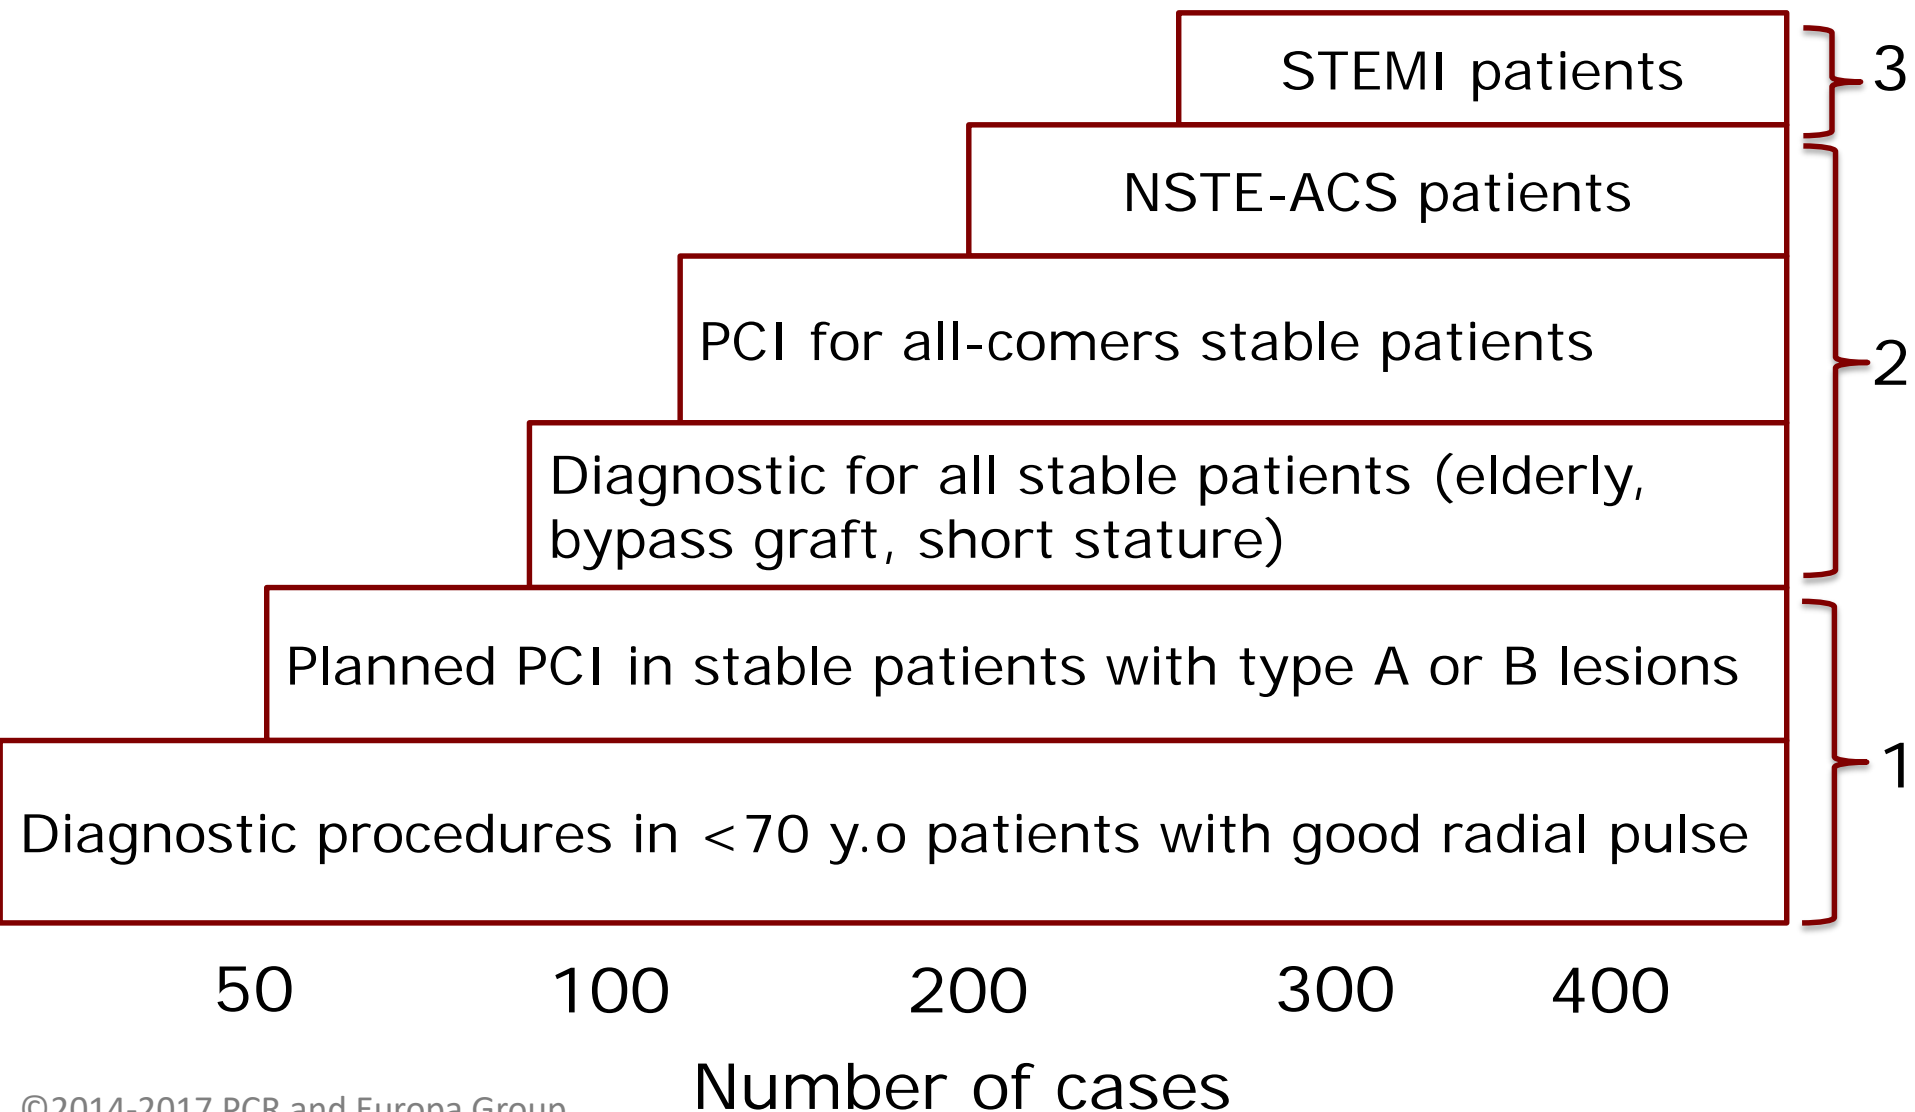 STEMI patients
3
NSTE-ACS patients
PCI for all-comers stable patients
2
Diagnostic for all stable patients (elderly,
bypass graft, short stature)
Planned PCI in stable patients with type A or B lesions
1
Diagnostic procedures in <70 y.o patients with good radial pulse
50 100 200 300 400
Number of cases
©2014-2017 PCR and Europa Group